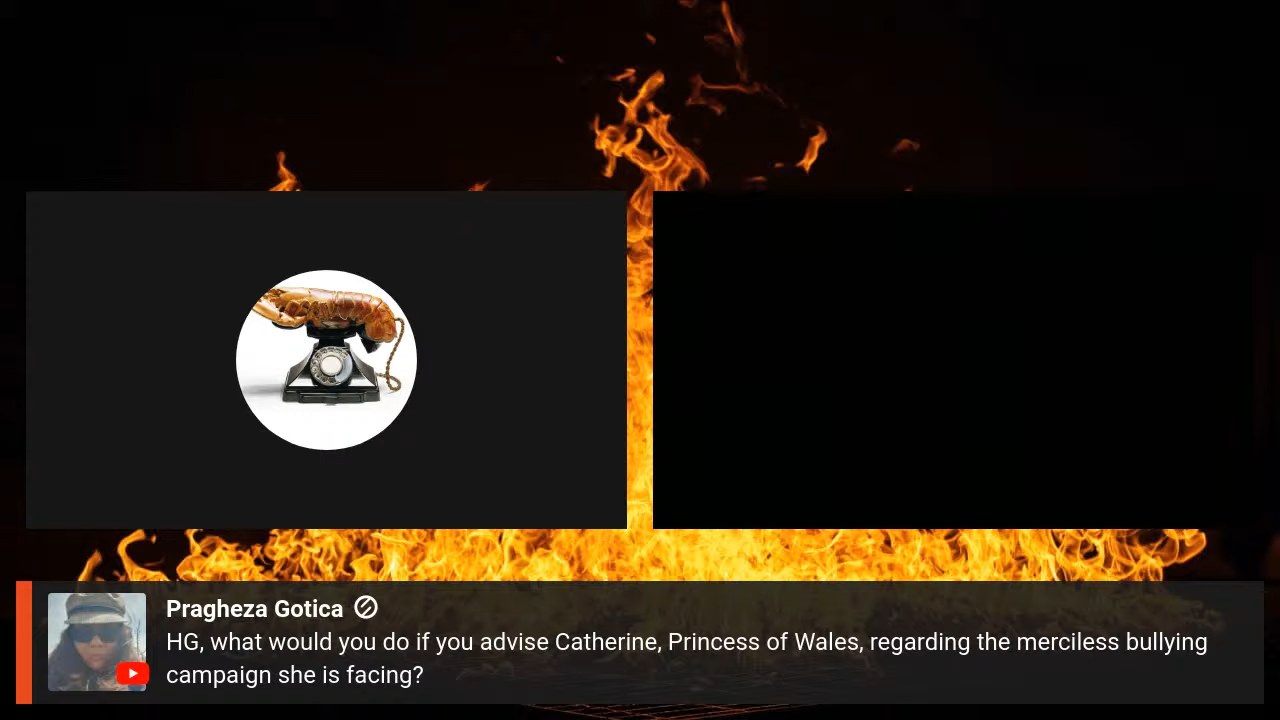 Pragheza Gotica
HG, what would you do if you advise Catherine, Princess of Wales, regarding the merciless bullying
campaign she is facing?